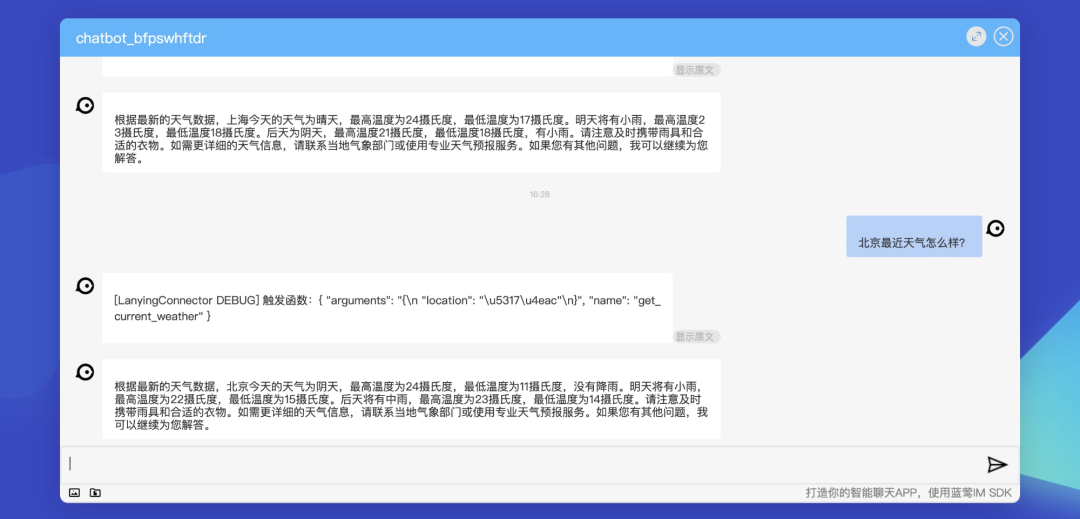 chatbot_bfpswhftdr
显示原文
根据最新的天气数据，上海今天的天气为晴天，最高温度为24摄氏度，最低温度为17摄氏度。明天将有小雨，最高温度2
3摄氏度，最低温度18摄氏度。后天为阴天，最高温度21摄氏度，最低温度18摄氏度，有小雨。请注意及时携带雨具和合
适的衣物。如需更详细的天气信息，请联系当地气象部门或使用专业天气预报服务。如果您有其他问题，我可以继续为您
解答。
16:28
北京最近天气怎么样?
[LanyingConnector DEBUG] 触发函数：{ "arguments": "{\n "location": "\u5317\u4eac"\n}", "name": "get_
current_weather" }
显示原文
根据最新的天气数据，北京今天的天气为阴天，最高温度为24摄氏度，最低温度为11摄氏度，没有降雨。明天将有小雨，
最高温度为22摄氏度，最低温度为15摄氏度。后天将有中雨，最高温度为23摄氏度，最低温度为14摄氏度。请注意及时
携带雨具和合适的衣物。如需更详细的天气信息，请联系当地气象部门或使用专业天气预报服务。如果您有其他问题，我
可以继续为您解答。
打造你的智能聊天APP，使用蓝莺IM SDK